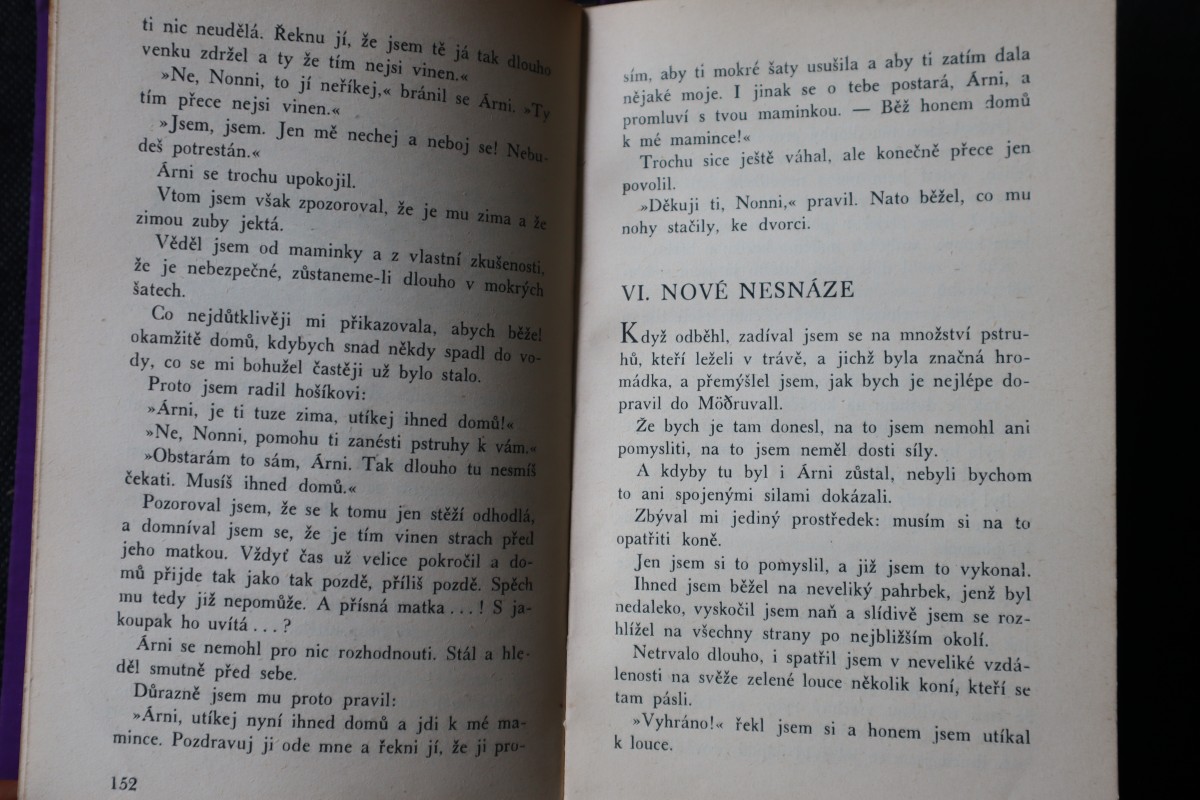 ti nic neudělá. Řeknu jí, že jsem tě já tak dlouho
venku zdržel a ty že tím nejsi vinen.«
»Ne, Nonni, to jí neříkej,« bránil se Árni. »Ty
tím přece nejsi vinen.«
»Jsem, jsem. Jen mě nechej a neboj se! Nebu-
deš potrestán.«
Árni se trochu upokojil.
Vtom jsem však zpozoroval, že je mu zima a že
zimou zuby jektá.
Věděl jsem od maminky a z vlastní zkušenosti,
že je nebezpečné, zůstaneme-li dlouho v mokrých
šatech.
Co nejdůtklivěji mi přikazovala, abych běžel
okamžitě domů, kdybych snad někdy spadl do vo-
dy, co se mi bohužel častěji už bylo stalo.
Proto jsem radil hošíkovi:
»Árni, je ti tuze zima, utíkej ihned domů!«
»Ne, Nonni, pomohu ti zanésti pstruhy k vám.«
»Obstarám to sám, Árni. Tak dlouho tu nesmíš
čekati. Musíš ihned domů.«
Pozoroval jsem, že se k tomu jen stěží odhodlá,
a domníval jsem se, že je tím vinen strach před
jeho matkou. Vždyť čas už velice pokročil a do-
mů přijde tak jako tak pozdě, příliš pozdě. Spěch
mu tedy již nepomůže. A přísná matka...! S ja-
koupak ho uvítá...?
Árni se nemohl pro nic rozhodnouti. Stál a hle-
děl smutně před sebe.
Důrazně jsem mu proto pravil:
»Árni, utíkej nyní ihned domů a jdi k mé ma-
mince. Pozdravuj ji ode mne a řekni jí, že ji pro-
152
sím, aby ti mokré šaty usušila a aby ti zatím dala
nějaké moje. I jinak se o tebe postará, Árni, a
promluví s tvou maminkou. — Běž honem domů
k mé mamince!«
Trochu sice ještě váhal, ale konečně přece jen
povolil.
»Děkuji ti, Nonni,« pravil. Nato běžel, co mu
nohy stačily, ke dvorci.
VI. NOVÉ NESNÁZE
Když odběhl, zadíval jsem se na množství pstru-
hů, kteří leželi v trávě, a jichž byla značná hro-
mádka, a přemýšlel jsem, jak bych je nejlépe do-
pravil do Möðruvall.
Že bych je tam donesl, na to jsem nemohl ani
pomysliti, na to jsem neměl dosti síly.
A kdyby tu byl i Árni zůstal, nebyli bychom
to ani spojenými silami dokázali.
Zbýval mi jediný prostředek: musím si na to
opatřiti koně.
Jen jsem si to pomyslil, a již jsem to vykonal.
Ihned jsem běžel na neveliký pahrbek, jenž byl
nedaleko, vyskočil jsem naň a slídivě jsem se roz-
hlížel na všechny strany po nejbližším okolí.
Netrvalo dlouho, i spatřil jsem v neveliké vzdá-
lenosti na svěže zelené louce několik koní, kteří se
tam pásli.
»Vyhráno!« řekl jsem si a honem jsem utíkal
k louce.